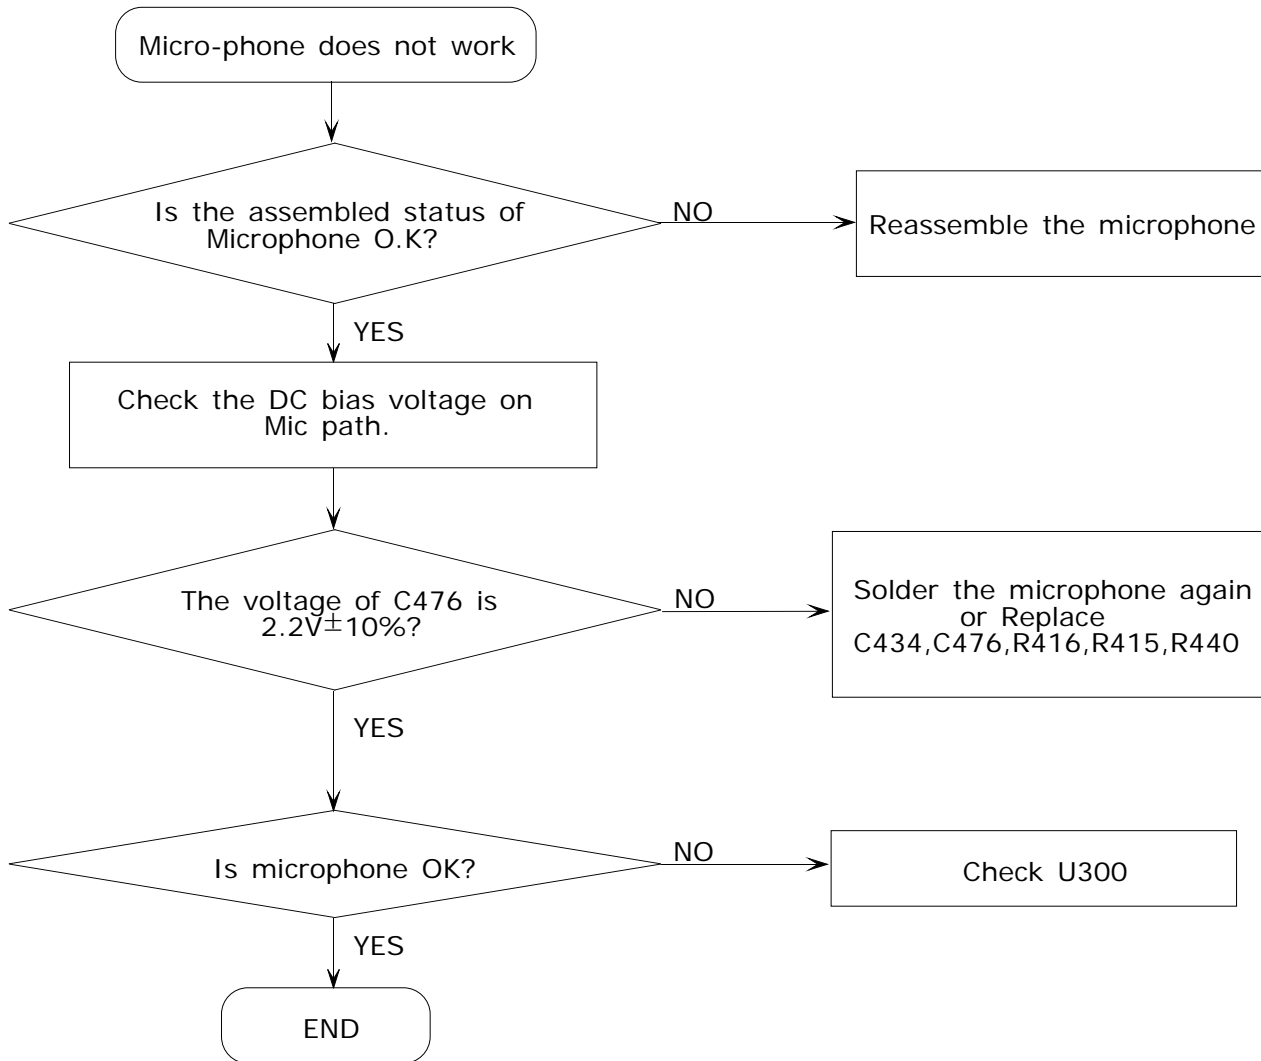 Micro-phone does not work
Is the assembled status of
Microphone O.K?
NO
Reassemble the microphone
YES
Check the DC bias voltage on
Mic path.
The voltage of C476 is
2.2V±10%?
NO
Solder the microphone again
or Replace
C434,C476,R416,R415,R440
YES
Is microphone OK?
NO
Check U300
YES
END